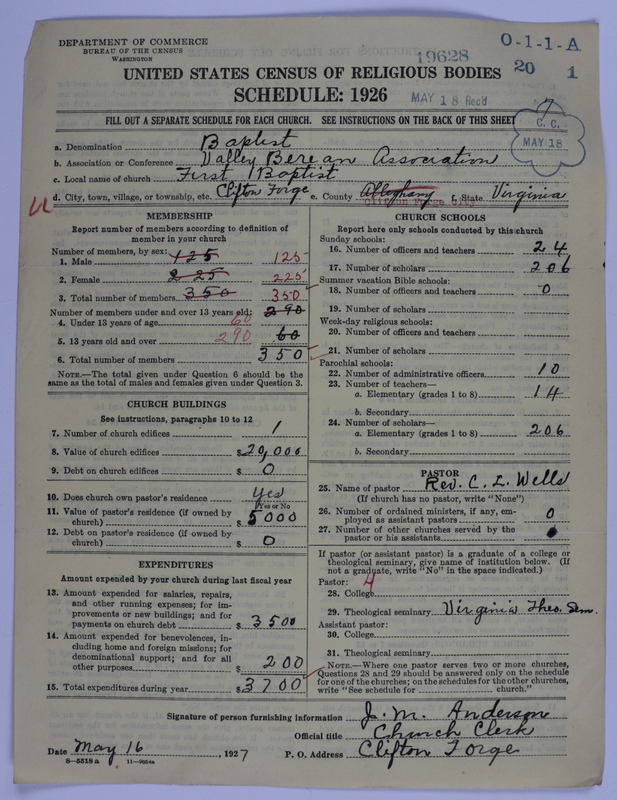 DEPARTMENT OF COMMERCE
BUREAU OF THE CENSUS
WASHINGTON
19628
0-1-1-A
20 1
UNITED STATES CENSUS OF RELIGIOUS BODIES
SCHEDULE: 1926
MAY 18 Rec'd
FILL OUT A SEPARATE SCHEDULE FOR EACH CHURCH. SEE INSTRUCTIONS ON THE BACK OF THIS SHEET
C. C.
MAY 18
a. Denomination Baptist
b. Association or Conference Valley Berean Association
c. Local name of church First Baptist
d. City, town, village, or township, etc. Clifton Forge e. County Alleghany f. State Virginia
Clifton Forge City
MEMBERSHIP
Report number of members according to definition of
member in your church
Number of members, by sex:
1. Male 125 125
2. Female 225 225
3. Total number of members 350 350
Number of members under and over 13 years old: 290
4. Under 13 years of age 60
5. 13 years old and over 290 60
6. Total number of members 350
NOTE.—The total given under Question 6 should be the
same as the total of males and females given under Question 3.
CHURCH BUILDINGS
See instructions, paragraphs 10 to 12
7. Number of church edifices 1
8. Value of church edifices $20,000
9. Debt on church edifices $ 0
10. Does church own pastor's residence yes
(Yes or No)
11. Value of pastor's residence (if owned by
church) $ 5000
12. Debt on pastor's residence (if owned by
church) $ 0
EXPENDITURES
Amount expended by your church during last fiscal year
13. Amount expended for salaries, repairs,
and other running expenses; for im-
provements or new buildings; and for
payments on church debt $ 3500
14. Amount expended for benevolences, in-
cluding home and foreign missions; for
denominational support; and for all
other purposes $ 200
15. Total expenditures during year $3700
CHURCH SCHOOLS
Report here only schools conducted by this church
Sunday schools:
16. Number of officers and teachers 24
17. Number of scholars 206
Summer vacation Bible schools:
18. Number of officers and teachers 0
19. Number of scholars
Week-day religious schools:
20. Number of officers and teachers
21. Number of scholars
Parochial schools:
22. Number of administrative officers 10
23. Number of teachers—
a. Elementary (grades 1 to 8) 14
b. Secondary
24. Number of scholars—
a. Elementary (grades 1 to 8) 206
b. Secondary
PASTOR
25. Name of pastor Rev. C. L. Wells
(If church has no pastor, write "None")
26. Number of ordained ministers, if any, em-
ployed as assistant pastors 0
27. Number of other churches served by the
pastor or his assistants
If pastor (or assistant pastor) is a graduate of a college or
theological seminary, give name of institution below. (If
not a graduate, write "No" in the space indicated.)
Pastor: 4
28. College
29. Theological seminary Virginia Theo. Sem.
Assistant pastor:
30. College
31. Theological seminary
NOTE.—Where one pastor serves two or more churches,
Questions 28 and 29 should be answered only on the schedule
for one of the churches; on the schedules for the other churches,
write "See schedule for church."
Signature of person furnishing information J. M. Anderson
Official title Church Clerk
Date May 16, 1927 P. O. Address Clifton Forge
S-5518 a 11-9054a